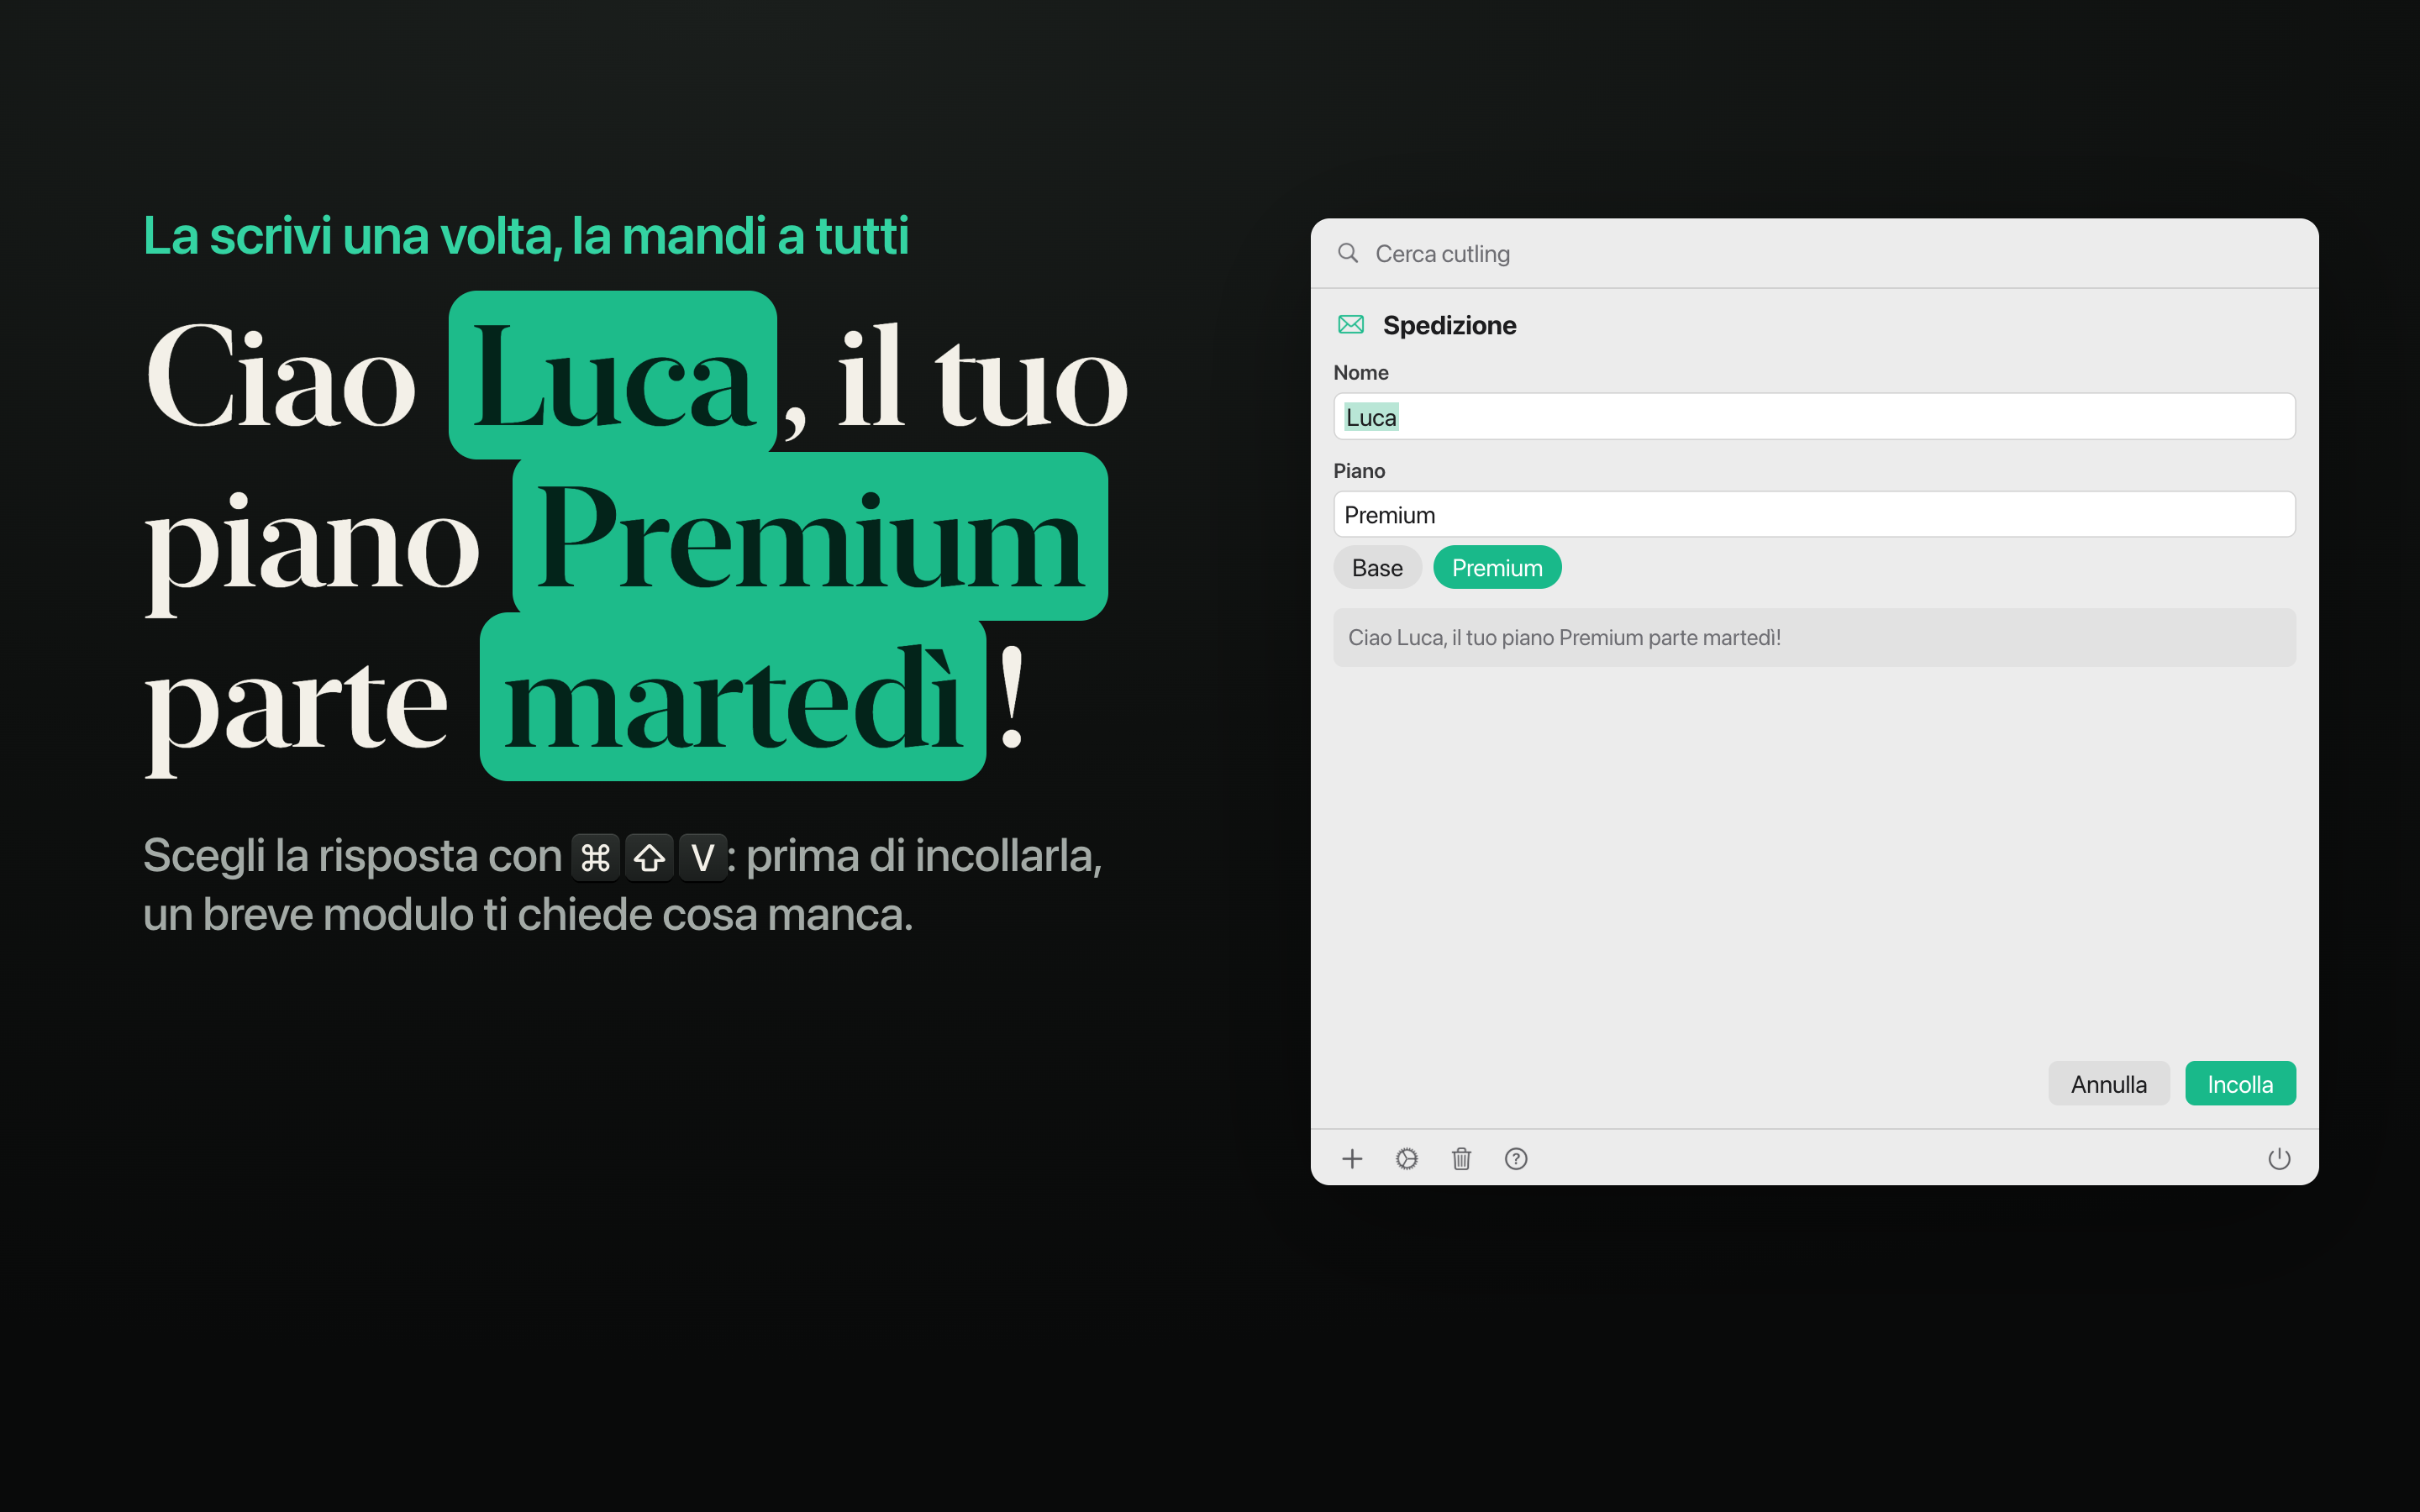 La scrivi una volta, la mandi a tutti
Ciao Luca, il tuo
piano Premium
parte martedì!
Scegli la risposta con ⌘ ⇧ V: prima di incollarla,
un breve modulo ti chiede cosa manca.
Cerca cutling
Spedizione
Nome
Luca
Piano
Premium
Base Premium
Ciao Luca, il tuo piano Premium parte martedì!
Annulla Incolla